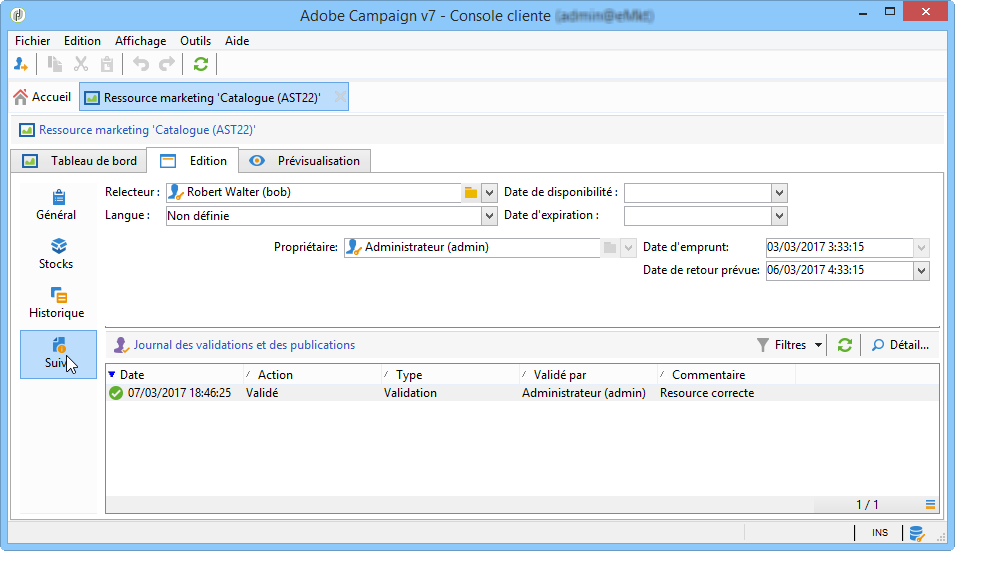 Adobe Campaign v7 - Console cliente
Fichier Edition Affichage Outils Aide
Accueil Ressource marketing 'Catalogue (AST22)'
Ressource marketing 'Catalogue (AST22)'
Tableau de bord Edition Prévisualisation
Général
Stocks
Historique
Suivi
Relecteur : Robert Walter (bob) Date de disponibilité :
Langue : Non définie Date d'expiration :
Propriétaire: Administrateur (admin) Date d'emprunt: 03/03/2017 3:33:15
Date de retour prévue: 06/03/2017 4:33:15
Journal des validations et des publications Filtres Détail...
Date Action Type Validé par Commentaire
07/03/2017 18:46:25 Validé Validation Administrateur (admin) Resource correcte
1 / 1
INS